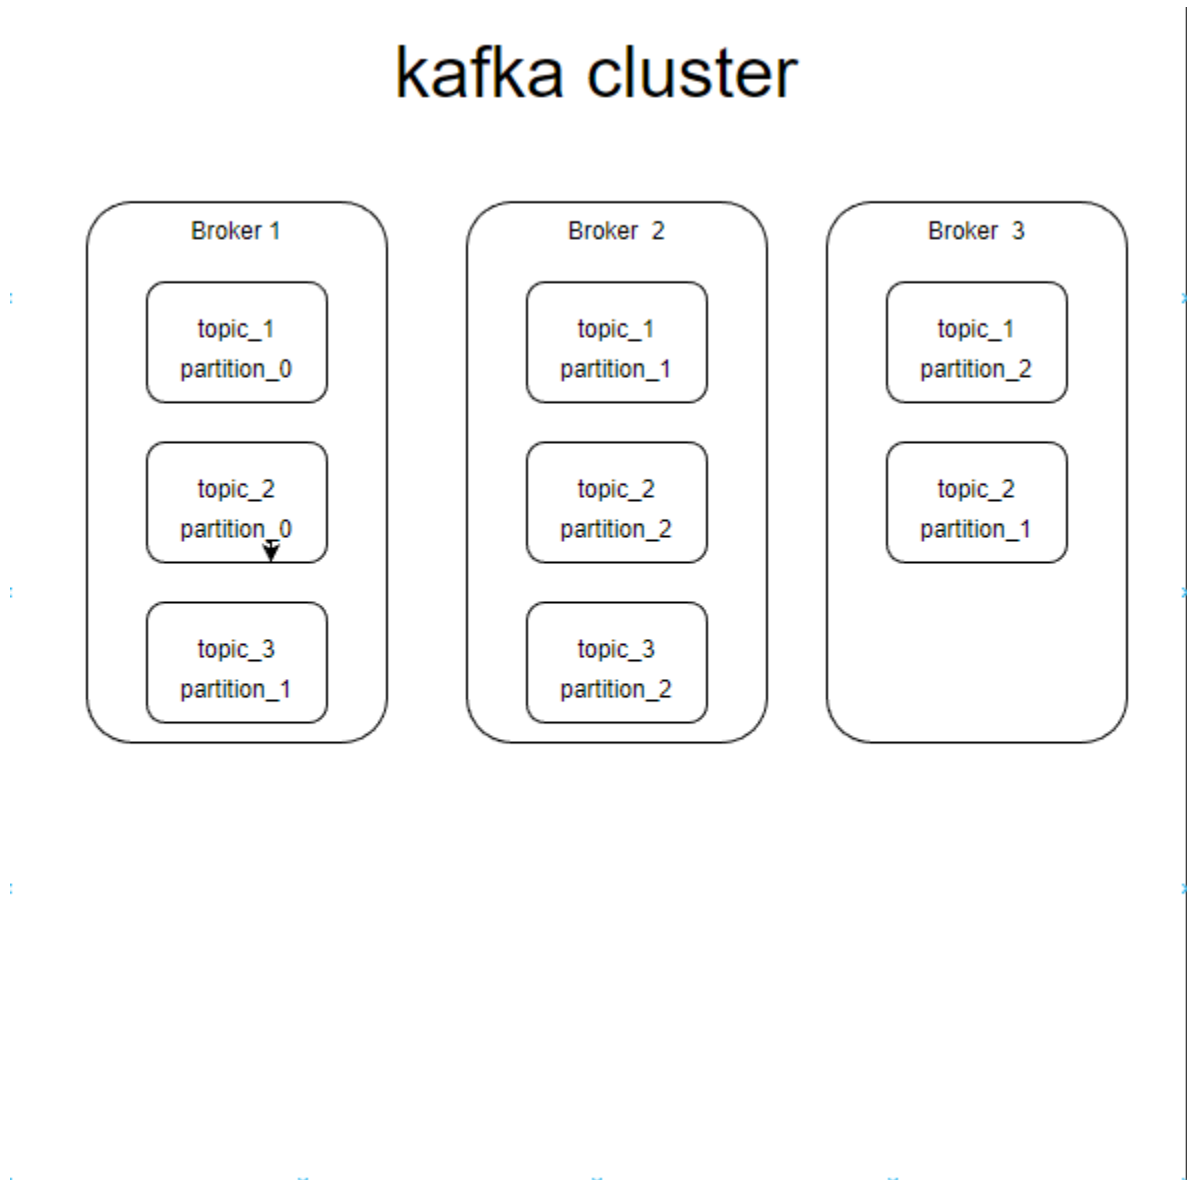 kafka cluster
Broker 1
topic_1
partition_0
topic_2
partition_0
topic_3
partition_1
Broker  2
topic_1
partition_1
topic_2
partition_2
topic_3
partition_2
Broker  3
topic_1
partition_2
topic_2
partition_1